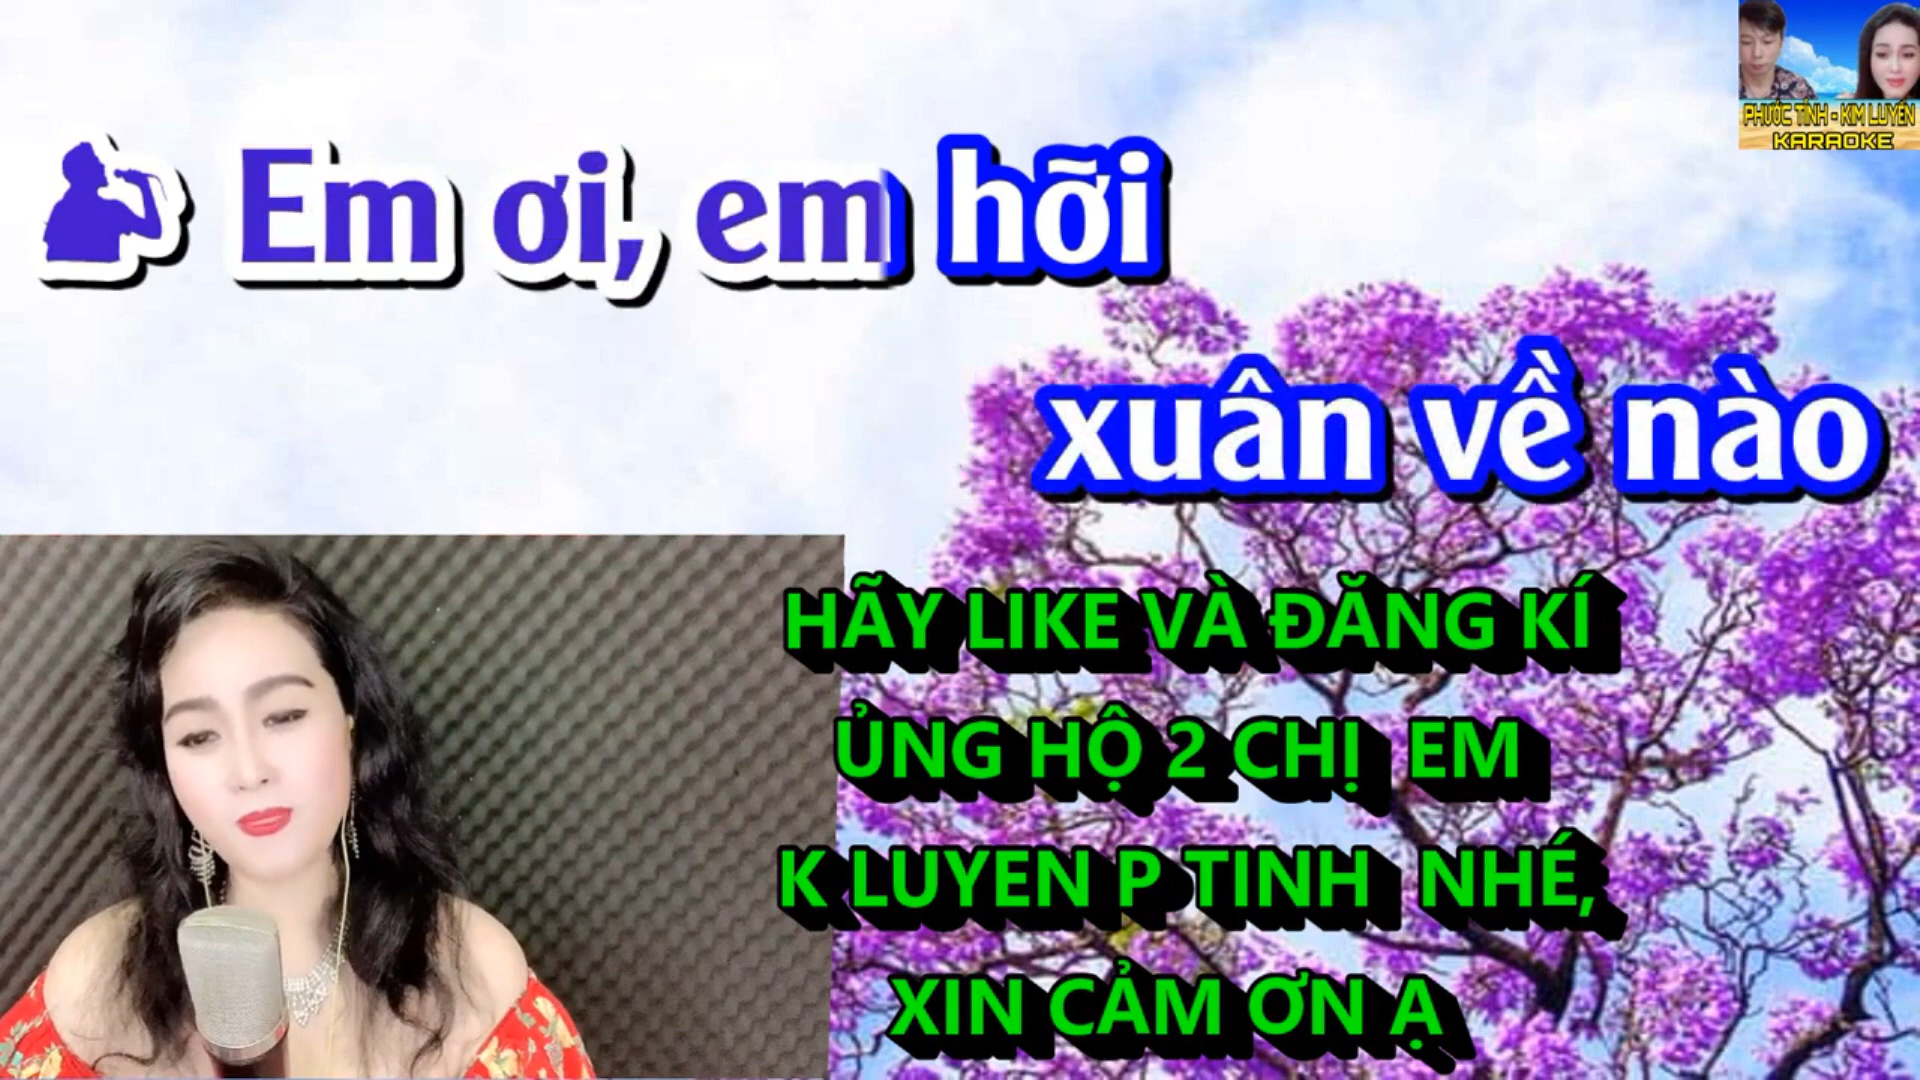 PHƯỚC TÍNH - KIM LUYẾN
KARAOKE
Em ơi, em hỡi
xuân về nào
HÃY LIKE VÀ ĐĂNG KÍ
ỦNG HỘ 2 CHỊ EM
K LUYEN P TINH NHÉ,
XIN CẢM ƠN Ạ